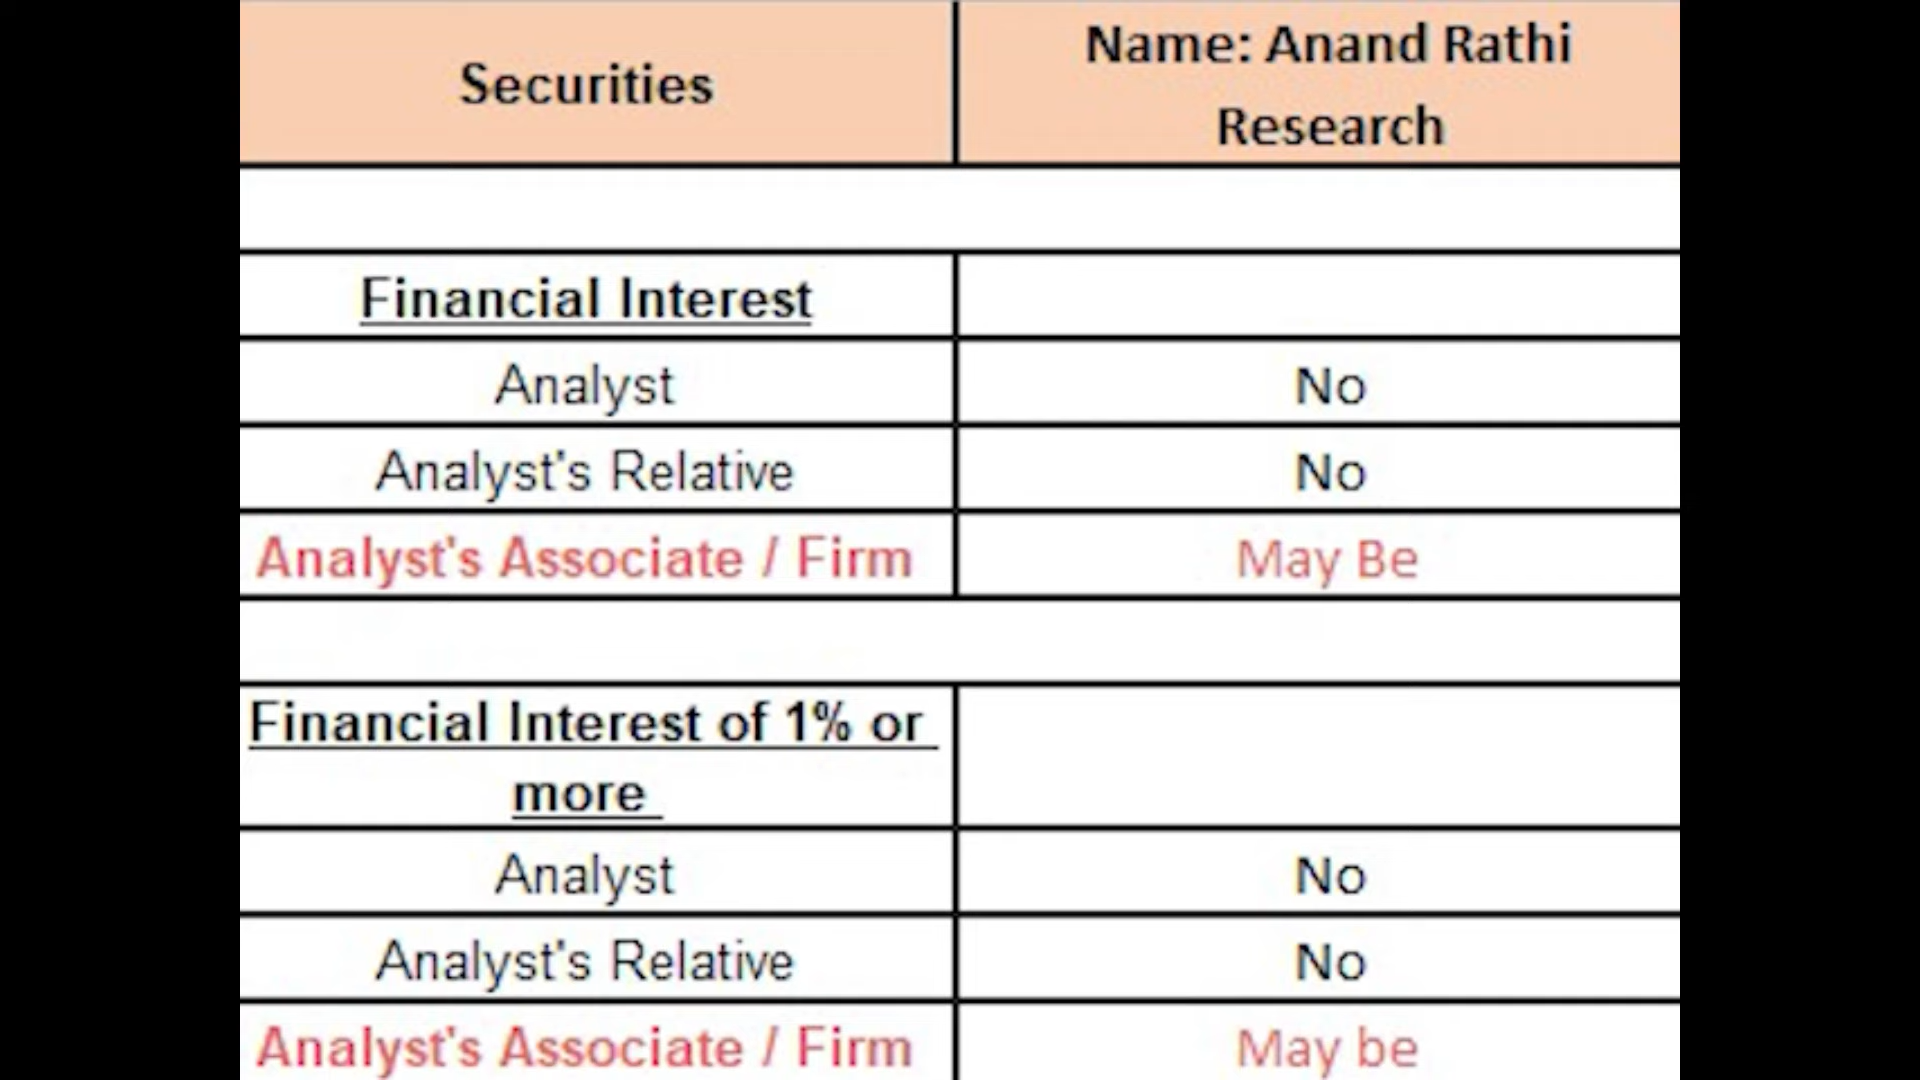 Securities
Name: Anand Rathi
Research
Financial Interest
Analyst
No
Analyst's Relative
No
Analyst's Associate / Firm
May Be
Financial Interest of 1% or
more
Analyst
No
Analyst's Relative
No
Analyst's Associate / Firm
May be